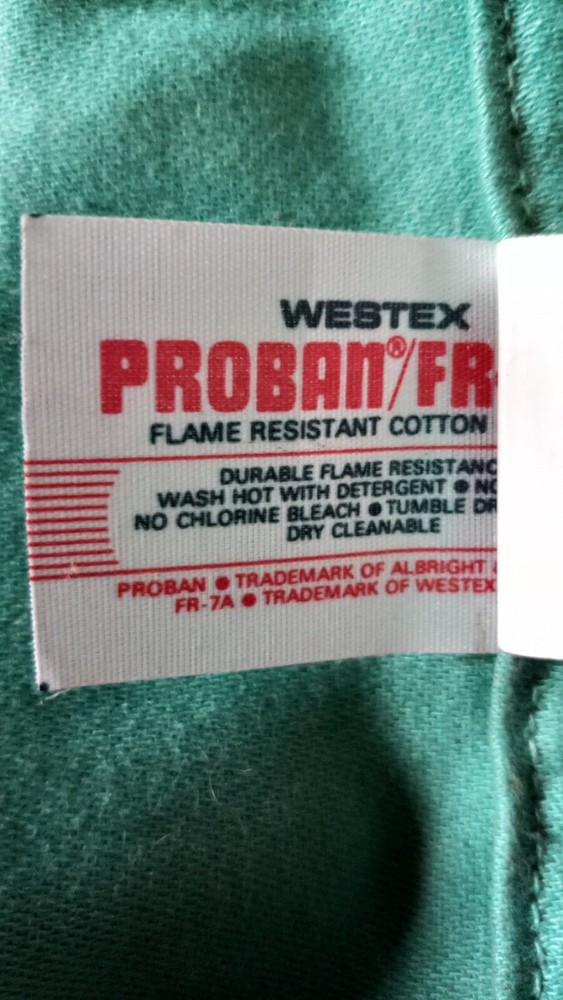 WESTEX
PROBAN®/FR-
FLAME RESISTANT COTTON
DURABLE FLAME RESISTANC
WASH HOT WITH DETERGENT ● NO
NO CHLORINE BLEACH ● TUMBLE DR
DRY CLEANABLE
PROBAN ● TRADEMARK OF ALBRIGHT
FR-7A ● TRADEMARK OF WESTEX